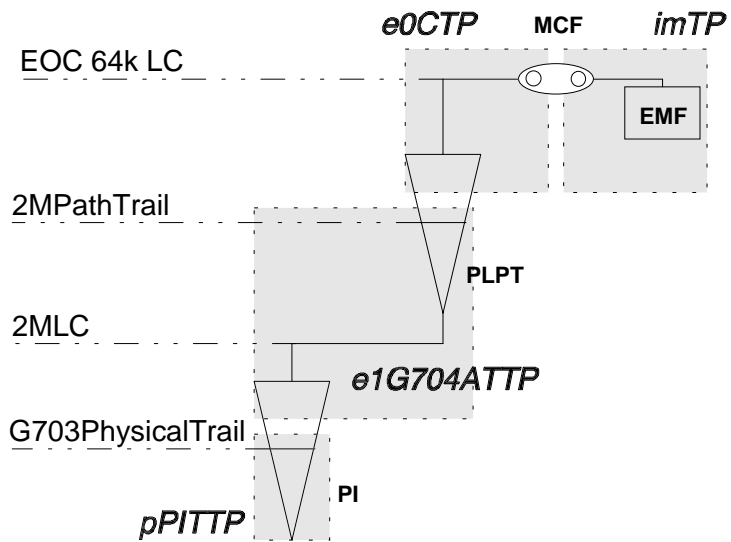 e0CTP MCF imTP
EOC 64k LC
EMF
2MPathTrail
PLPT
2MLC
e1G704ATTP
G703PhysicalTrail
PI
pPITTP